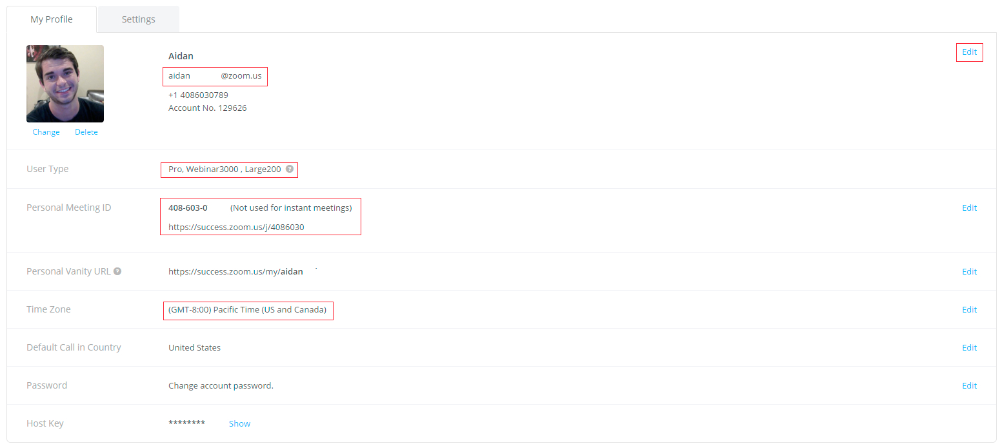 My Profile Settings
Aidan Edit
aidan @zoom.us
+1 4086030789
Account No. 129626
Change Delete
User Type Pro, Webinar3000 , Large200 ?
Personal Meeting ID 408-603-0 (Not used for instant meetings) Edit
https://success.zoom.us/j/4086030
Personal Vanity URL ? https://success.zoom.us/my/aidan Edit
Time Zone (GMT-8:00) Pacific Time (US and Canada) Edit
Default Call in Country United States Edit
Password Change account password. Edit
Host Key ******** Show